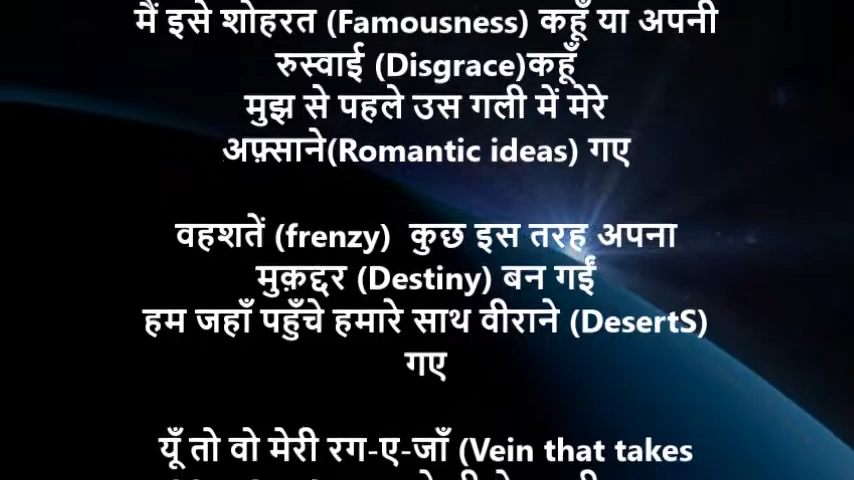 मैं इसे शोहरत (Famousness) कहूँ या अपनी
रुस्वाई (Disgrace)कहूँ
मुझ से पहले उस गली में मेरे
अफ़्साने(Romantic ideas) गए
वहशतें (frenzy) कुछ इस तरह अपना
मुक़द्दर (Destiny) बन गईं
हम जहाँ पहुँचे हमारे साथ वीराने (DesertS)
गए
यूँ तो वो मेरी रग-ए-जाँ (Vein that takes